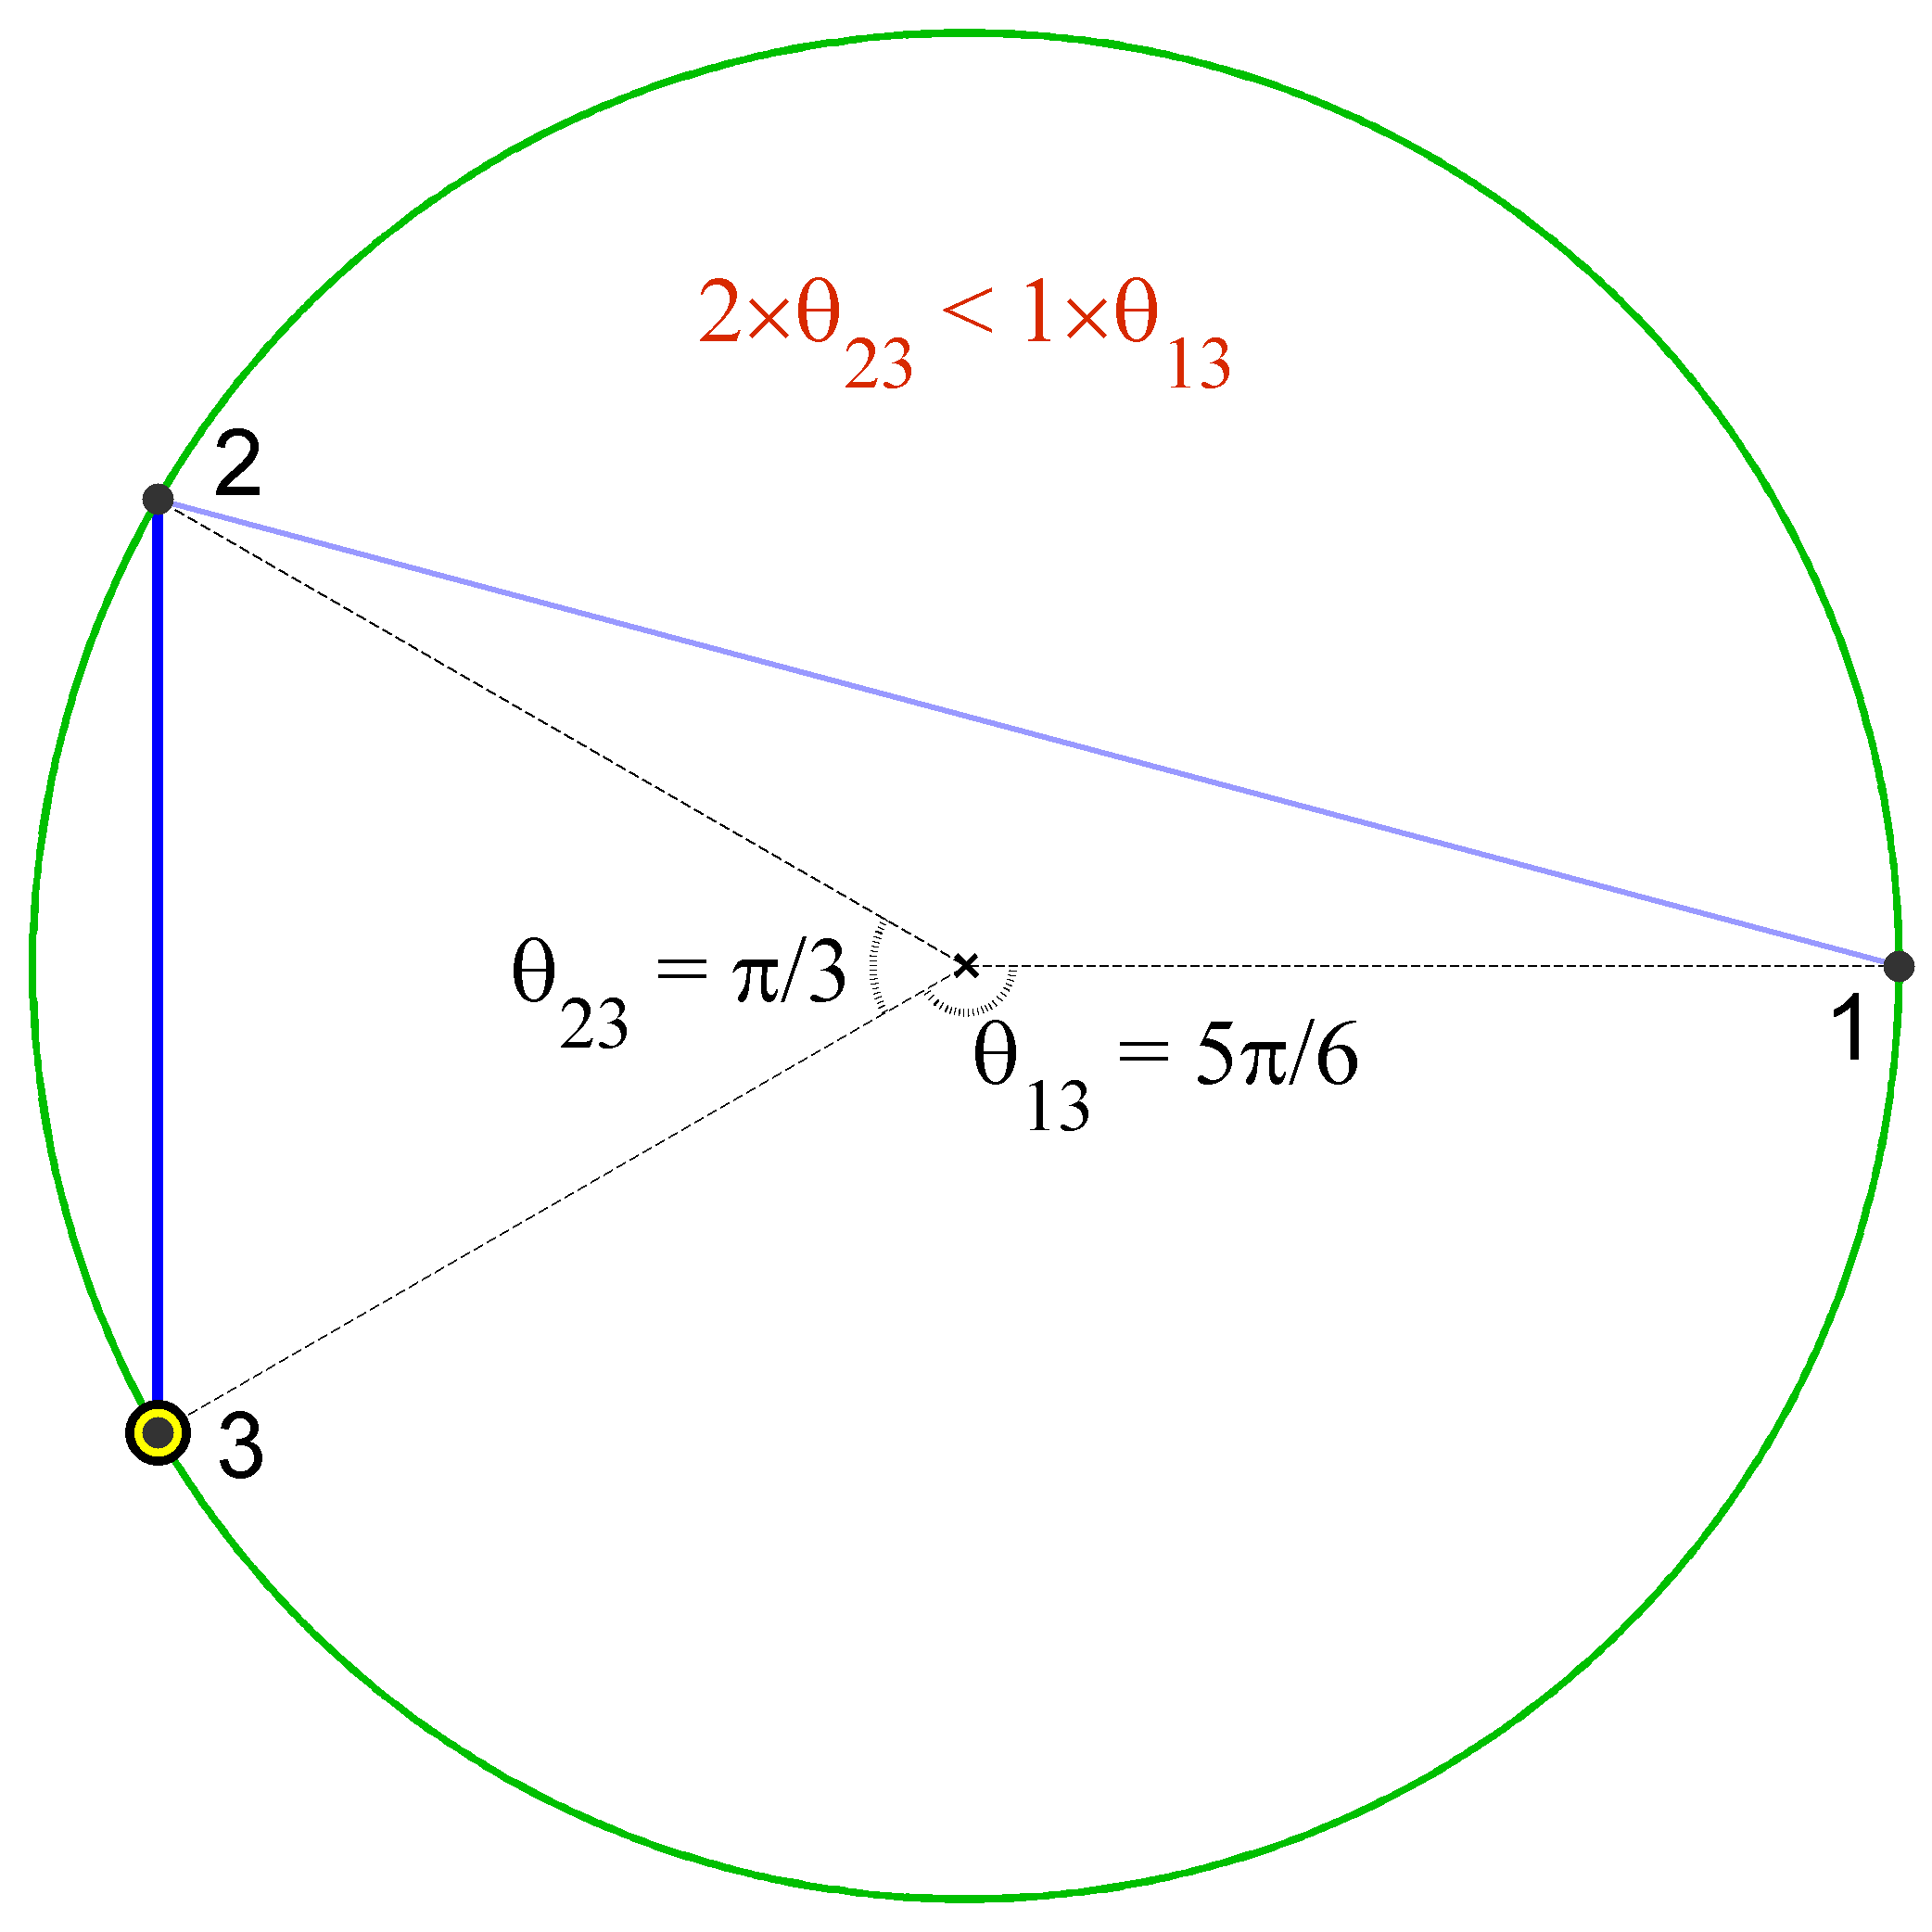 2×θ₂₃ < 1×θ₁₃
2
θ₂₃ = π/3
1
θ₁₃ = 5π/6
3